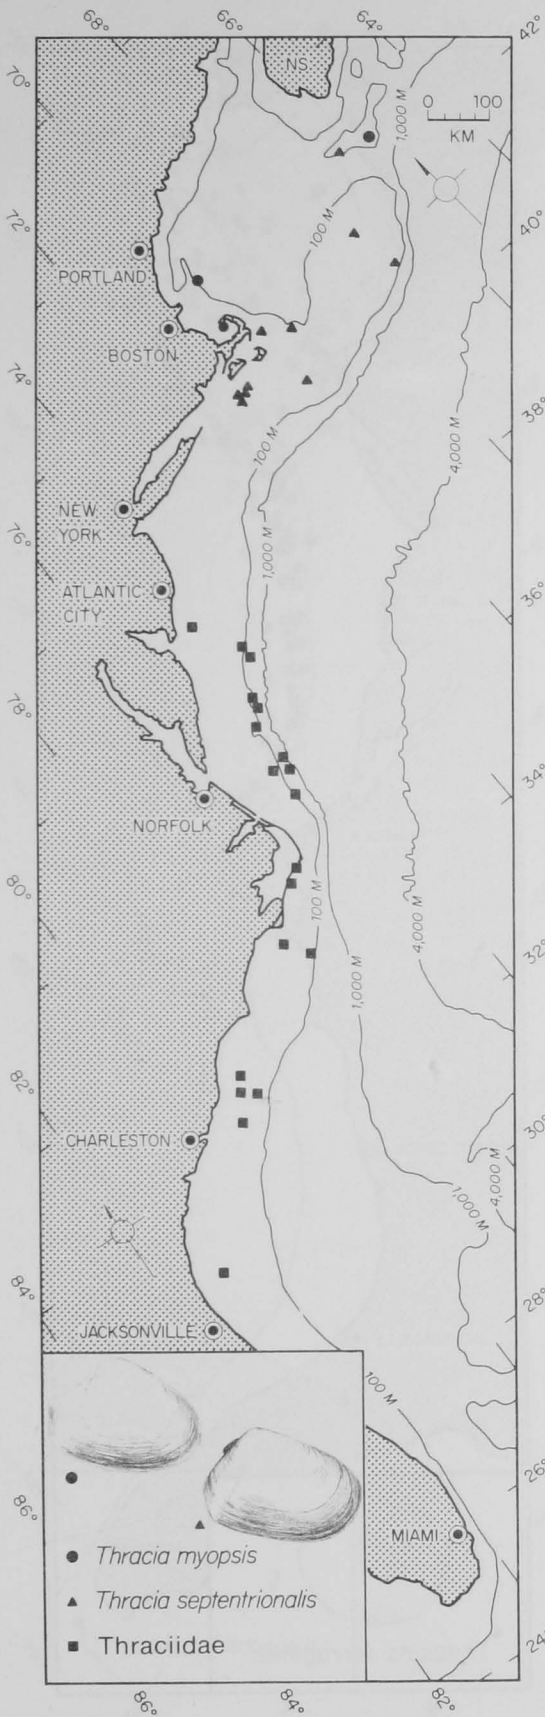 66°
64°
42°
70°
NS.
1,000 M
0 100
KM
100 M
40°
72°
PORTLAND
BOSTON
74°
38°
100 M
4,000 M
NEW
YORK
1,000 M
76°
ATLANTIC
CITY
36°
78°
34°
NORFOLK
80°
100 M
4,000 M
32°
1,000 M
82°
CHARLESTON
30°
4,000 M
1,000 M
84°
28°
JACKSONVILLE
100 M
26°
86°
MIAMI
Thracia myopsis
Thracia septentrionalis
Thraciidae
24°
86°
84°
82°